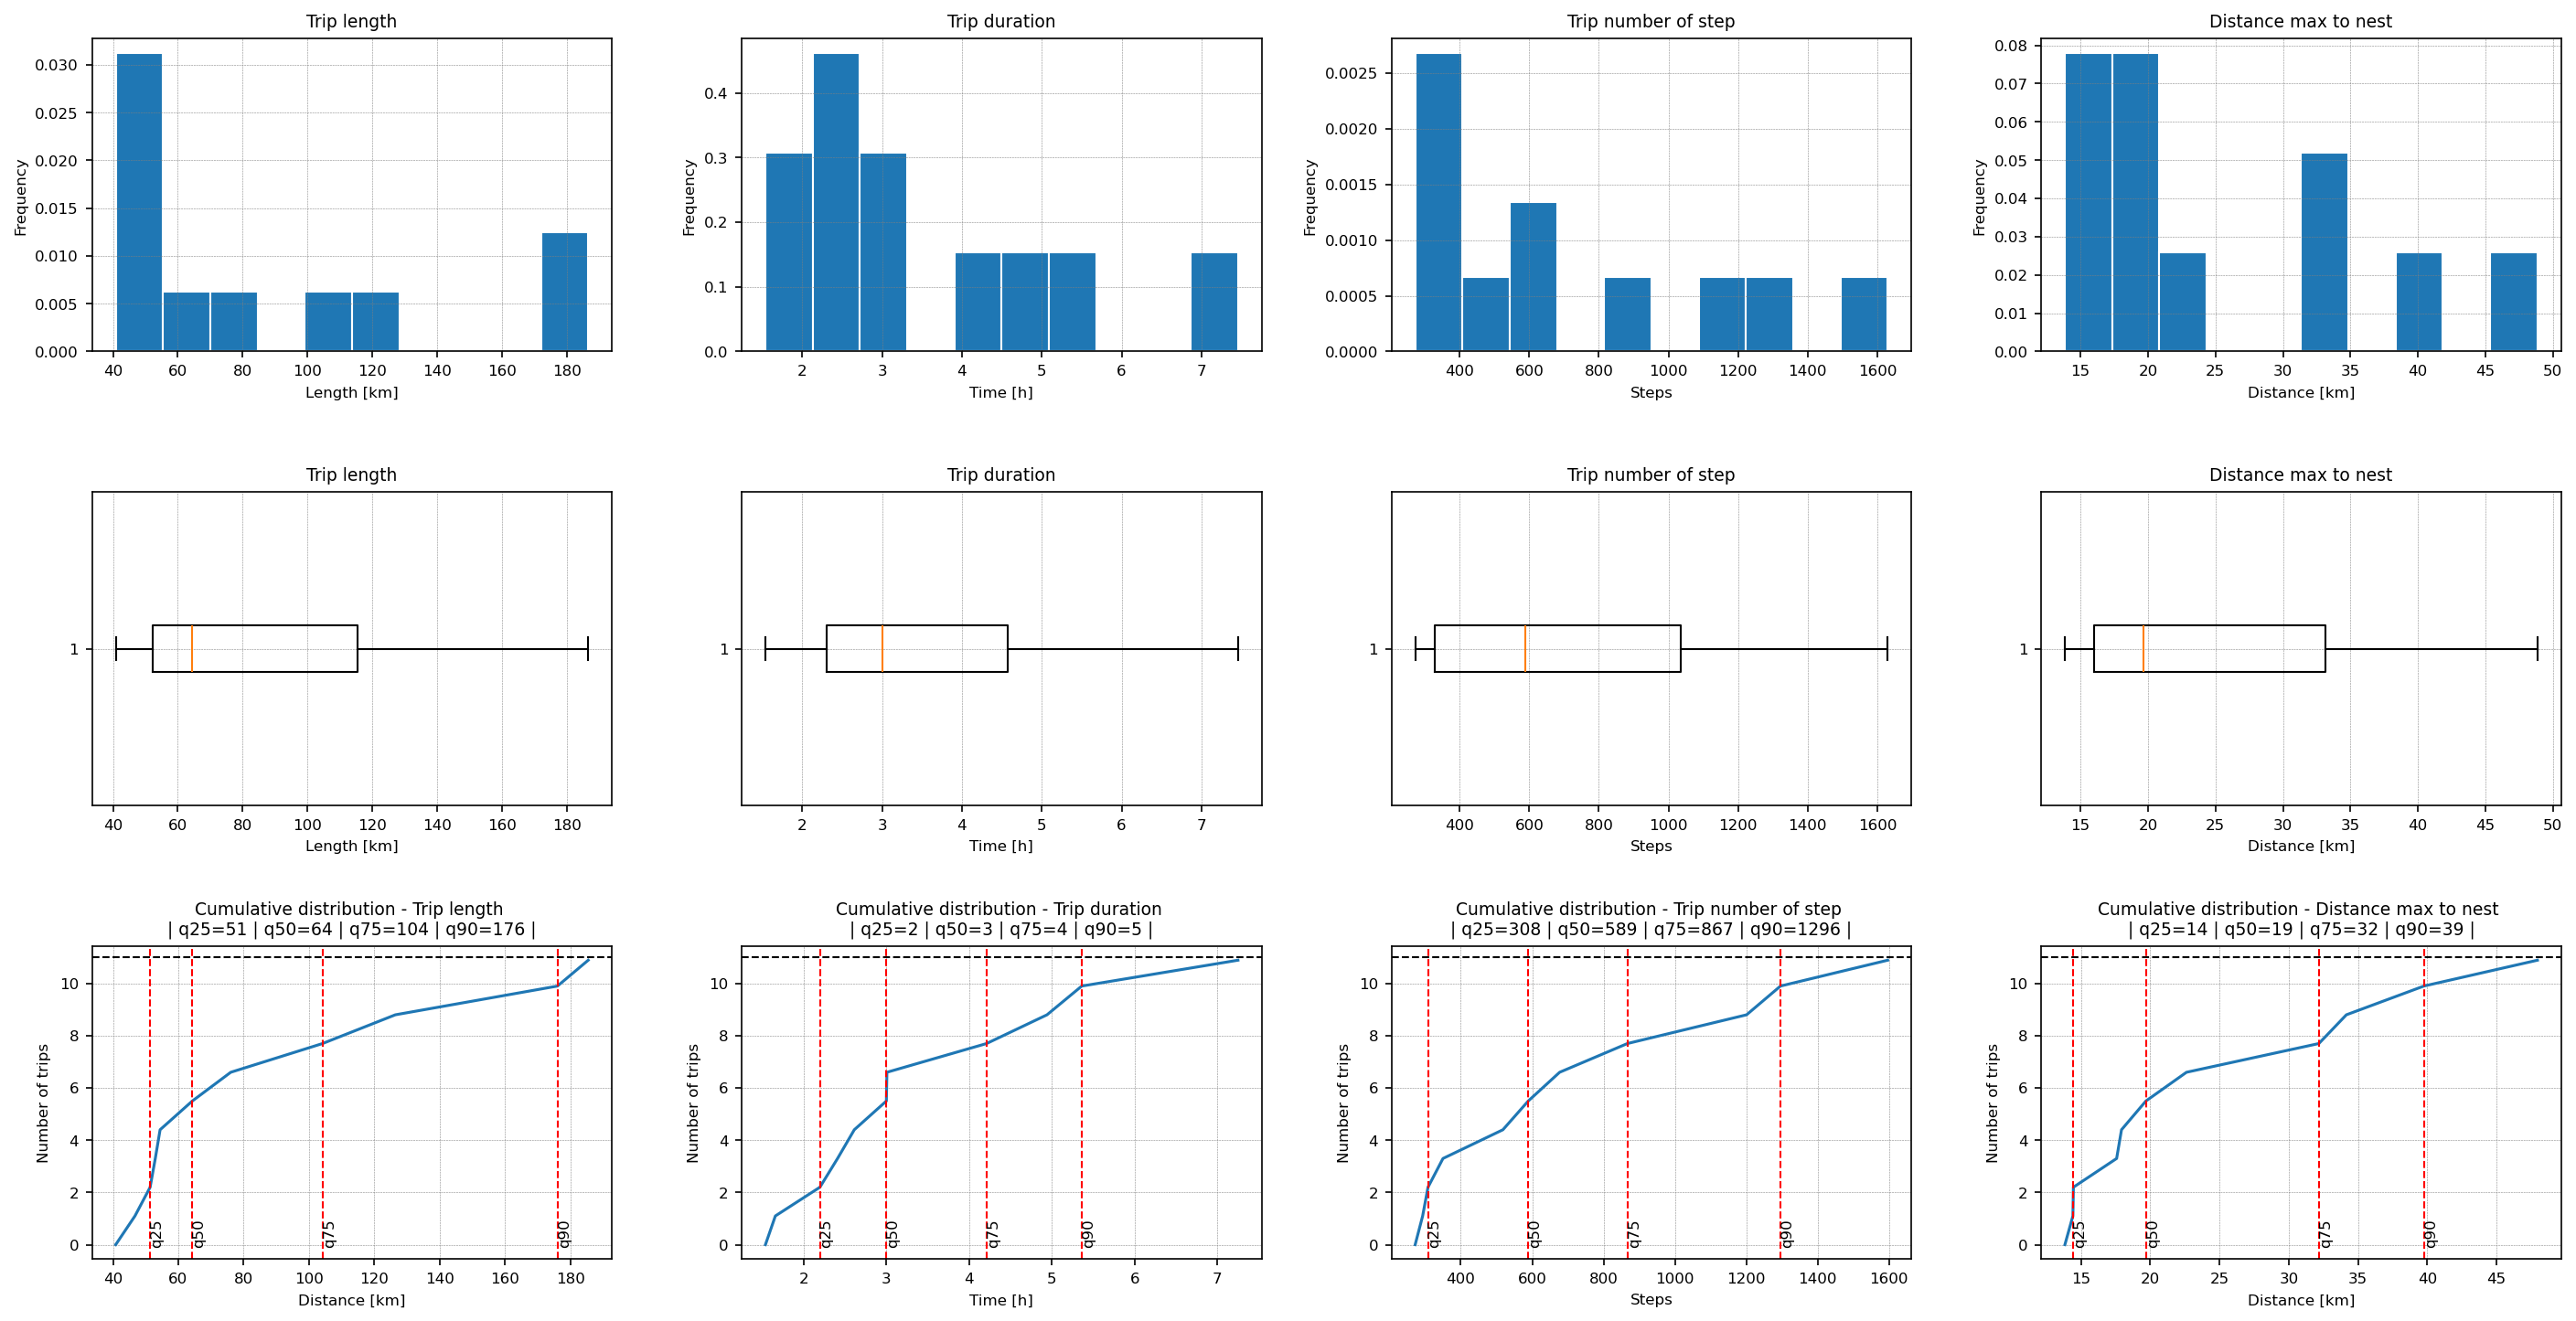 Trip length
0.030
0.025
0.020
0.015
0.010
0.005
0.000
Frequency
40 60 80 100 120 140 160 180
Length [km]
Trip duration
0.4
0.3
0.2
0.1
0.0
Frequency
2 3 4 5 6 7
Time [h]
Trip number of step
0.0025
0.0020
0.0015
0.0010
0.0005
0.0000
Frequency
400 600 800 1000 1200 1400 1600
Steps
Distance max to nest
0.08
0.07
0.06
0.05
0.04
0.03
0.02
0.01
0.00
Frequency
15 20 25 30 35 40 45 50
Distance [km]
Trip length
1
40 60 80 100 120 140 160 180
Length [km]
Trip duration
1
2 3 4 5 6 7
Time [h]
Trip number of step
1
400 600 800 1000 1200 1400 1600
Steps
Distance max to nest
1
15 20 25 30 35 40 45 50
Distance [km]
Cumulative distribution - Trip length
| q25=51 | q50=64 | q75=104 | q90=176 |
10
8
6
4
2
0
Number of trips
q25 q50 q75 q90
40 60 80 100 120 140 160 180
Distance [km]
Cumulative distribution - Trip duration
| q25=2 | q50=3 | q75=4 | q90=5 |
10
8
6
4
2
0
Number of trips
q25 q50 q75 q90
2 3 4 5 6 7
Time [h]
Cumulative distribution - Trip number of step
| q25=308 | q50=589 | q75=867 | q90=1296 |
10
8
6
4
2
0
Number of trips
q25 q50 q75 q90
400 600 800 1000 1200 1400 1600
Steps
Cumulative distribution - Distance max to nest
| q25=14 | q50=19 | q75=32 | q90=39 |
10
8
6
4
2
0
Number of trips
q25 q50 q75 q90
15 20 25 30 35 40 45
Distance [km]